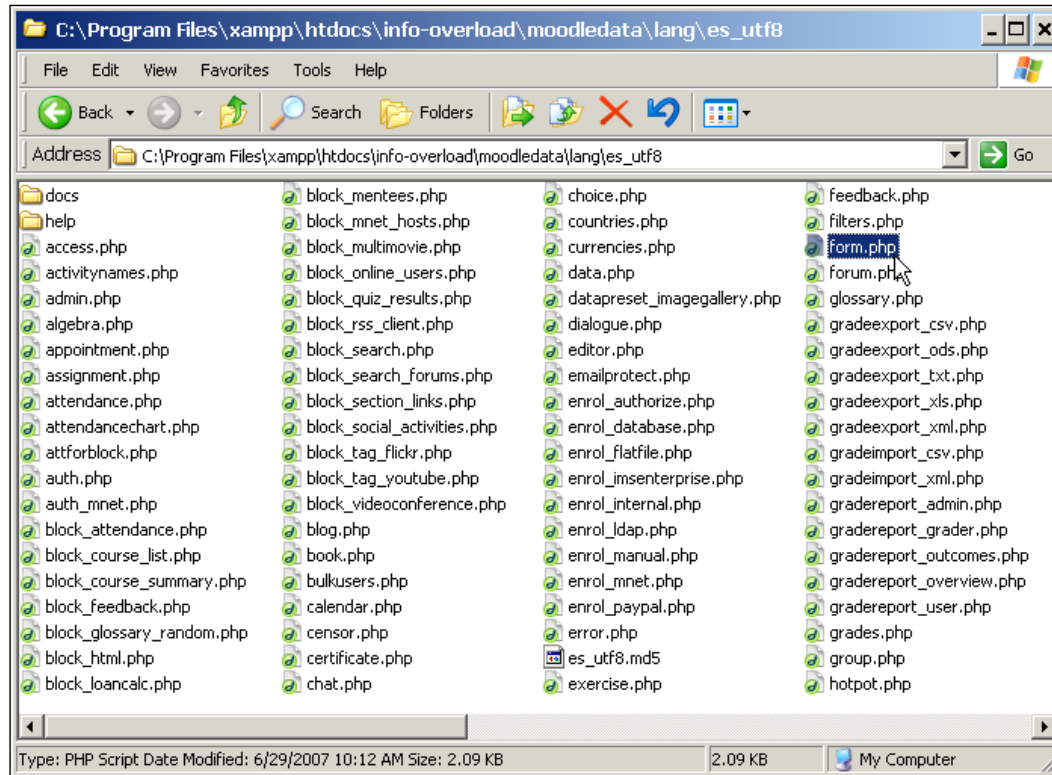 C:\Program Files\xampp\htdocs\info-overload\moodledata\lang\es_utf8
File Edit View Favorites Tools Help
Back Search Folders
Address C:\Program Files\xampp\htdocs\info-overload\moodledata\lang\es_utf8 Go
docs
help
access.php
activitynames.php
admin.php
algebra.php
appointment.php
assignment.php
attendance.php
attendancechart.php
attforblock.php
auth.php
auth_mnet.php
block_attendance.php
block_course_list.php
block_course_summary.php
block_feedback.php
block_glossary_random.php
block_html.php
block_loancalc.php
block_mentees.php
block_mnet_hosts.php
block_multimovie.php
block_online_users.php
block_quiz_results.php
block_rss_client.php
block_search.php
block_search_forums.php
block_section_links.php
block_social_activities.php
block_tag_flickr.php
block_tag_youtube.php
block_videoconference.php
blog.php
book.php
bulkusers.php
calendar.php
censor.php
certificate.php
chat.php
choice.php
countries.php
currencies.php
data.php
datapreset_imagegallery.php
dialogue.php
editor.php
emailprotect.php
enrol_authorize.php
enrol_database.php
enrol_flatfile.php
enrol_imsenterprise.php
enrol_internal.php
enrol_ldap.php
enrol_manual.php
enrol_mnet.php
enrol_paypal.php
error.php
es_utf8.md5
exercise.php
feedback.php
filters.php
form.php
forum.php
glossary.php
gradeexport_csv.php
gradeexport_ods.php
gradeexport_txt.php
gradeexport_xls.php
gradeexport_xml.php
gradeimport_csv.php
gradeimport_xml.php
gradereport_admin.php
gradereport_grader.php
gradereport_outcomes.php
gradereport_overview.php
gradereport_user.php
grades.php
group.php
hotpot.php
Type: PHP Script Date Modified: 6/29/2007 10:12 AM Size: 2.09 KB 2.09 KB My Computer